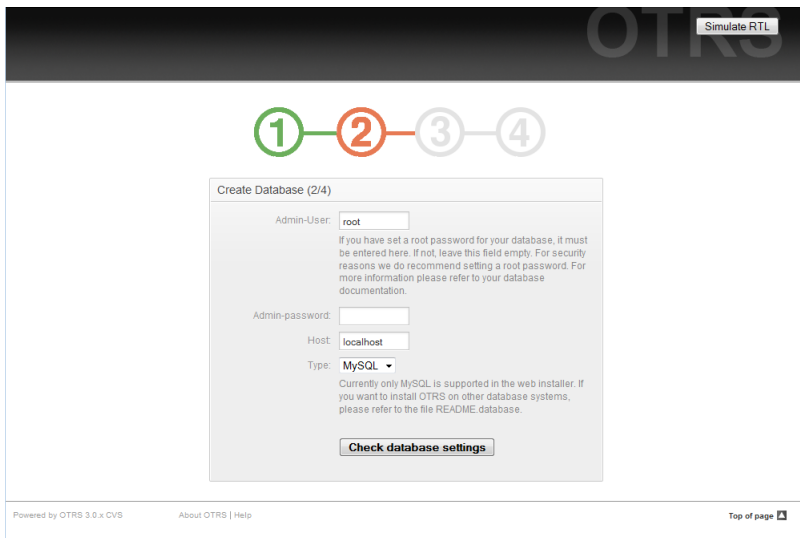 OTRS
Simulate RTL
1 2 3 4
Create Database (2/4)
Admin-User: root
If you have set a root password for your database, it must
be entered here. If not, leave this field empty. For security
reasons we do recommend setting a root password. For
more information please refer to your database
documentation.
Admin-password:
Host: localhost
Type: MySQL
Currently only MySQL is supported in the web installer. If
you want to install OTRS on other database systems,
please refer to the file README.database.
Check database settings
Powered by OTRS 3.0.x CVS About OTRS | Help Top of page